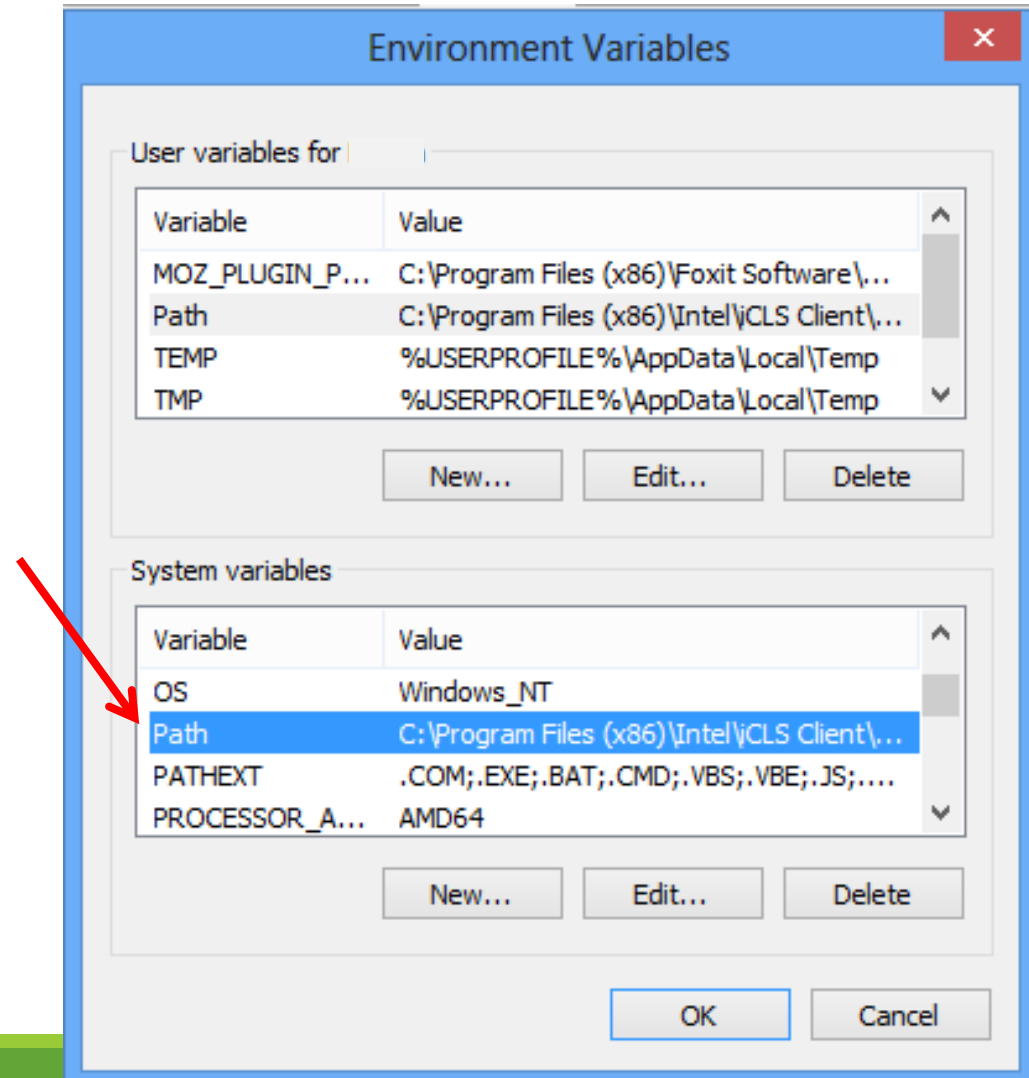 Environment Variables
User variables for
Variable Value
MOZ_PLUGIN_P... C:\Program Files (x86)\Foxit Software\...
Path C:\Program Files (x86)\Intel\iCLS Client\...
TEMP %USERPROFILE%\AppData\Local\Temp
TMP %USERPROFILE%\AppData\Local\Temp
New... Edit... Delete
System variables
Variable Value
OS Windows_NT
Path C:\Program Files (x86)\Intel\iCLS Client\...
PATHEXT .COM;.EXE;.BAT;.CMD;.VBS;.VBE;.JS;....
PROCESSOR_A... AMD64
New... Edit... Delete
OK Cancel